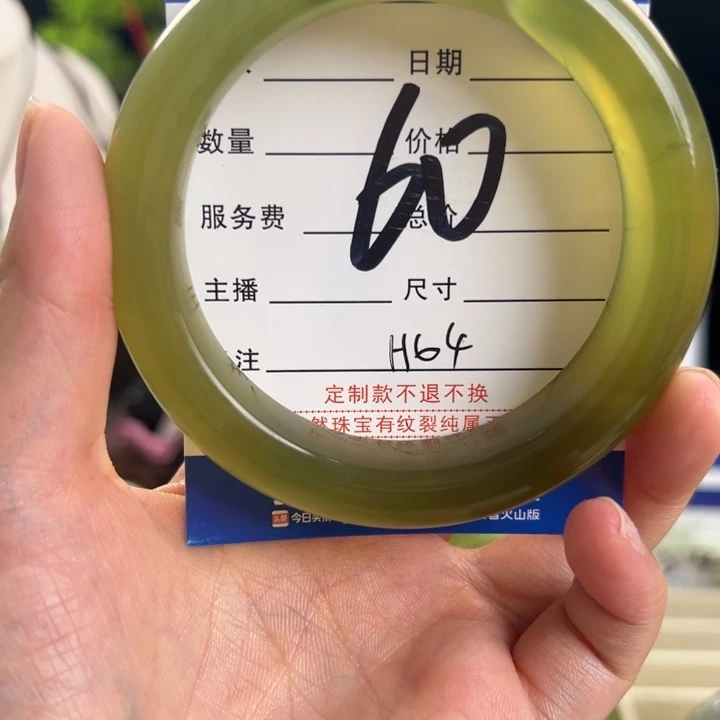 日期
60
数量 价格
服务费 总价
主播 尺寸
注 H64
定制款不退不换
然珠宝有纹裂纯属
今日头 火山版